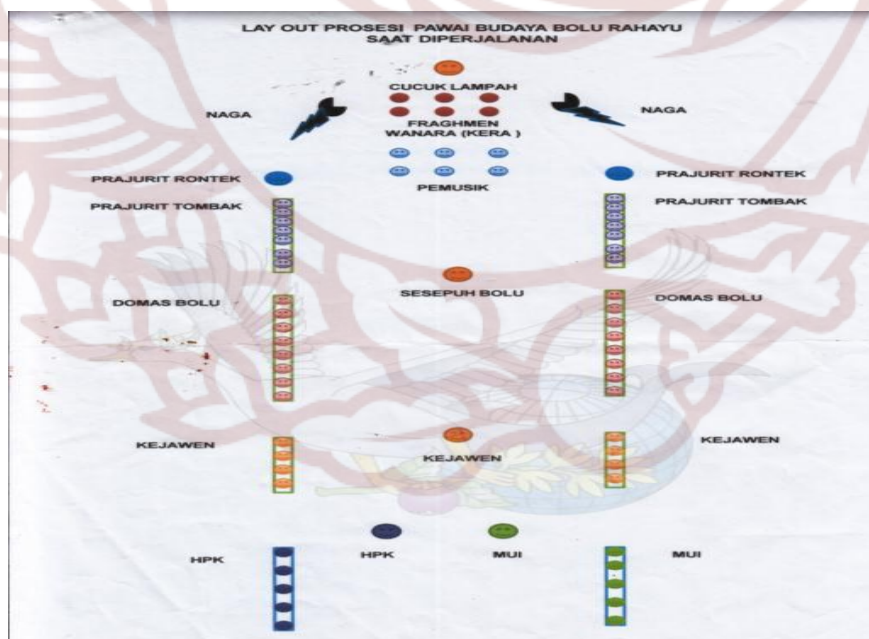 LAY OUT PROSESI PAWAI BUDAYA BOLU RAHAYU
SAAT DIPERJALANAN
CUCUK LAMPAH
NAGA
NAGA
FRAGHMEN
WANARA (KERA )
PRAJURIT RONTEK
PRAJURIT RONTEK
PEMUSIK
PRAJURIT TOMBAK
PRAJURIT TOMBAK
DOMAS BOLU
SESEPUH BOLU
DOMAS BOLU
KEJAWEN
KEJAWEN
KEJAWEN
HPK
HPK
MUI
MUI